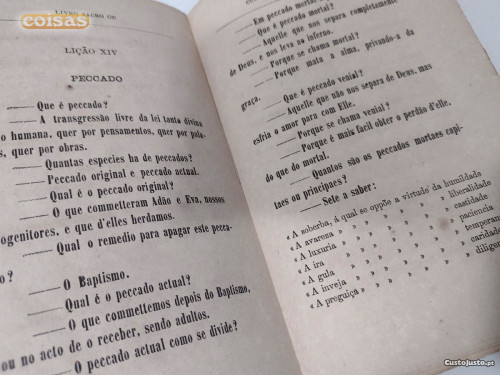 coisas
LIVRO SACRO DE
LIÇÃO XIV
PECCADO
—Que é peccado?
—A transgressão livre da lei tanto divina
o humana, quer por pensamentos, quer por pala-
s, quer por obras.
—Quantas especies ha de peccados?
—Peccado original e peccado actual.
—Qual é o peccado original?
—O que commetteram Adão e Eva, nossos
ogenitores, e que d'elles herdamos.
—Qual o remedio para apagar este pecca-
o?
—O Baptismo.
—Qual é o peccado actual?
—O que commettemos depois do Baptismo,
ou no acto de o receber, sendo adultos.
—O peccado actual como se divide?
—Em peccado mortal
—Que é peccado mortal?
—Aquelle que nos separa completamente
de Deus, e nos leva ao inferno.
—Porque se chama mortal?
—Porque mata a alma, privando-a da
graça.
—Que é peccado venial?
—Aquelle que não nos separa de Deus, mas
esfria o amor para com Elle.
—Porque se chama venial?
—Porque é mais facil obter o perdão d'elle,
do que do mortal.
—Quantos são os peccados mortaes capi-
taes ou principaes?
—Sete a saber:
«A soberba, á qual se oppõe a virtude da humildade
«A avareza » » » » » liberalidade
«A luxuria » » » » » castidade
«A ira » » » » » paciencia
«A gula » » » » » tempera
«A inveja » » » » » caridade
«A preguiça» » » » » diligen
CustoJusto.pt